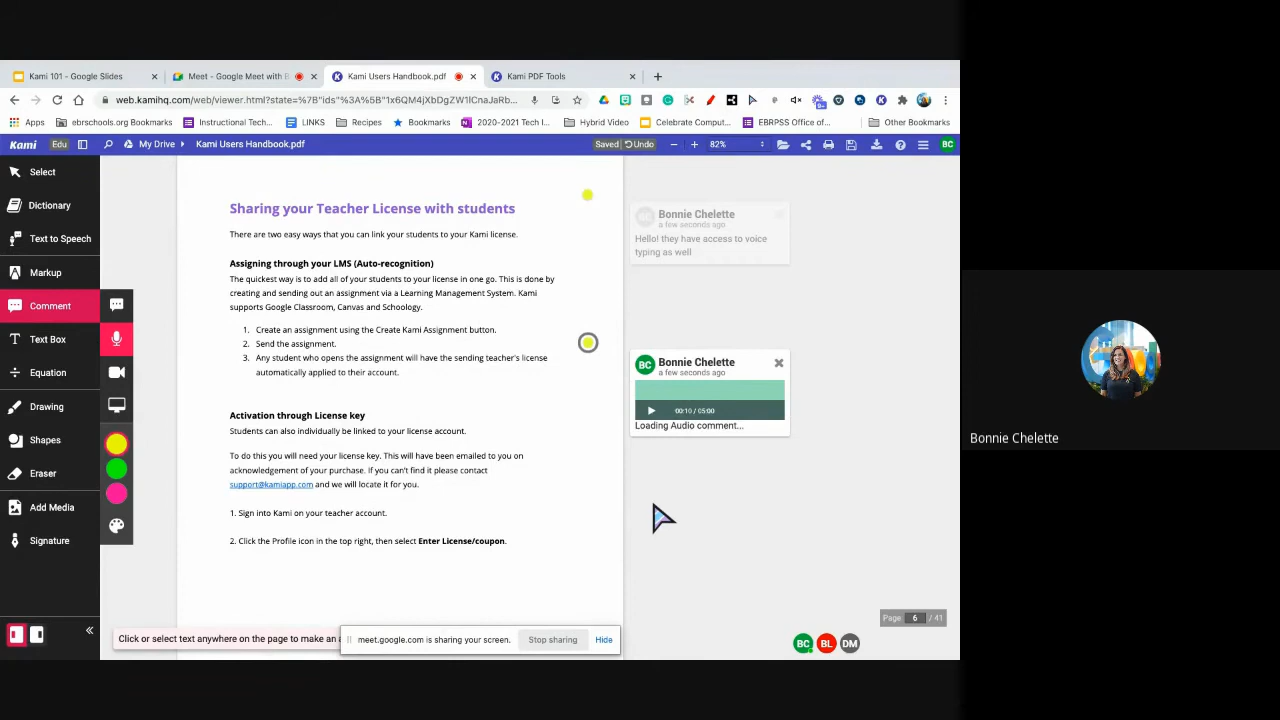 Kami 101 - Google Slides
Meet - Google Meet with B
Kami Users Handbook.pdf
Kami PDF Tools
web.kamihq.com/web/viewer.html?state=%7B"ids"%3A%5B"1x6QM4jXbDgZW1lCnaJaRb...
Apps
ebrschools.org Bookmarks
Instructional Tech...
LINKS
Recipes
Bookmarks
2020-2021 Tech I...
Hybrid Video
Celebrate Comput...
EBRPSS Office of...
Other Bookmarks
Kami
Edu
My Drive
Kami Users Handbook.pdf
Saved
Undo
82%
BC
Select
Dictionary
Text to Speech
Markup
Comment
Text Box
Equation
Drawing
Shapes
Eraser
Add Media
Signature
Sharing your Teacher License with students
There are two easy ways that you can link your students to your Kami license.
Assigning through your LMS (Auto-recognition)
The quickest way is to add all of your students to your license in one go. This is done by
creating and sending out an assignment via a Learning Management System. Kami
supports Google Classroom, Canvas and Schoology.
1. Create an assignment using the Create Kami Assignment button.
2. Send the assignment.
3. Any student who opens the assignment will have the sending teacher's license
automatically applied to their account.
Activation through License key
Students can also individually be linked to your license account.
To do this you will need your license key. This will have been emailed to you on
acknowledgement of your purchase. If you can't find it please contact
support@kamiapp.com and we will locate it for you.
1. Sign into Kami on your teacher account.
2. Click the Profile icon in the top right, then select Enter License/coupon.
BC
Bonnie Chelette
a few seconds ago
Hello! they have access to voice
typing as well
BC
Bonnie Chelette
a few seconds ago
00:10 / 05:00
Loading Audio comment...
Page 6 / 41
Click or select text anywhere on the page to make an a
meet.google.com is sharing your screen.
Stop sharing
Hide
BC
BL
DM
Bonnie Chelette